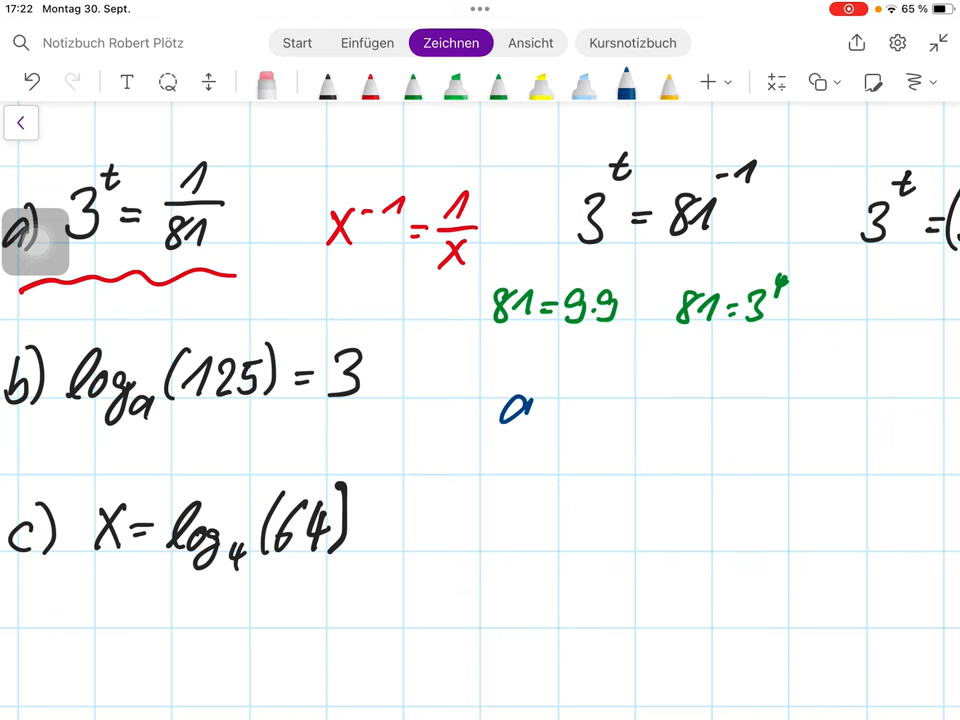 17:22 Montag 30. Sept. 65 %
Notizbuch Robert Plötz Start Einfügen Zeichnen Ansicht Kursnotizbuch
T
a) 3^t = 1/81 x^-1 = 1/x 3^t = 81^-1 3^t = (
81 = 9·9 81 = 3^4
b) log_a (125) = 3 a
c) x = log_4 (64)